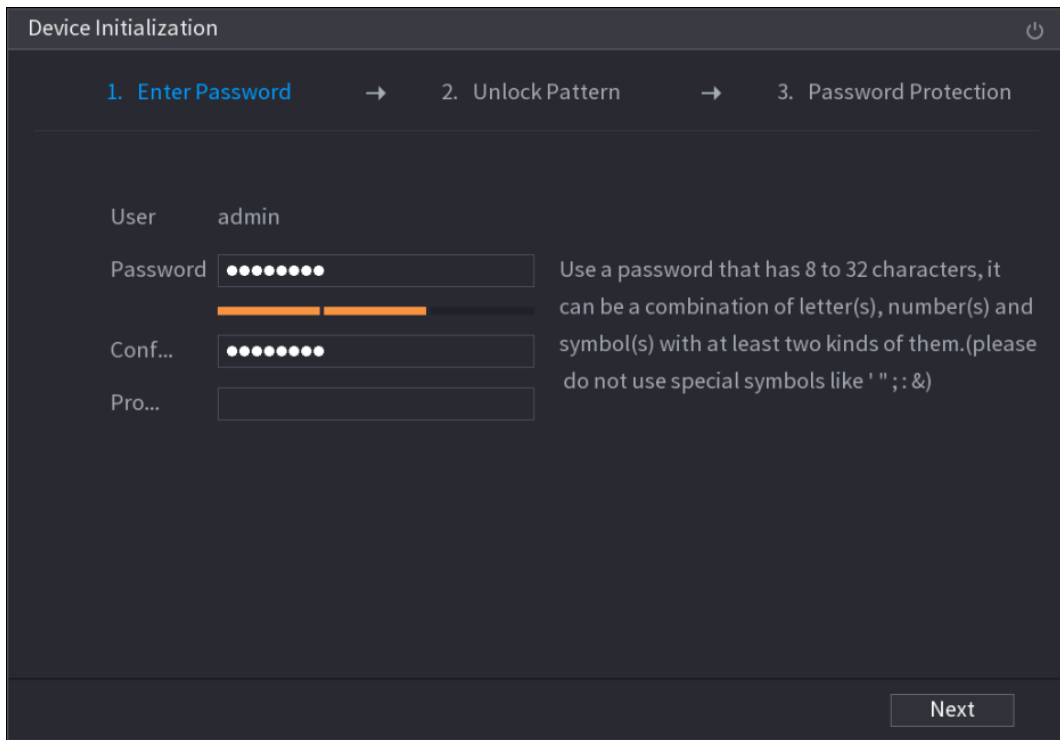 Device Initialization
1. Enter Password → 2. Unlock Pattern → 3. Password Protection
User admin
Password ●●●●●●●●
Use a password that has 8 to 32 characters, it
can be a combination of letter(s), number(s) and
Conf... ●●●●●●●●
symbol(s) with at least two kinds of them.(please
do not use special symbols like ' " ; : &)
Pro...
Next